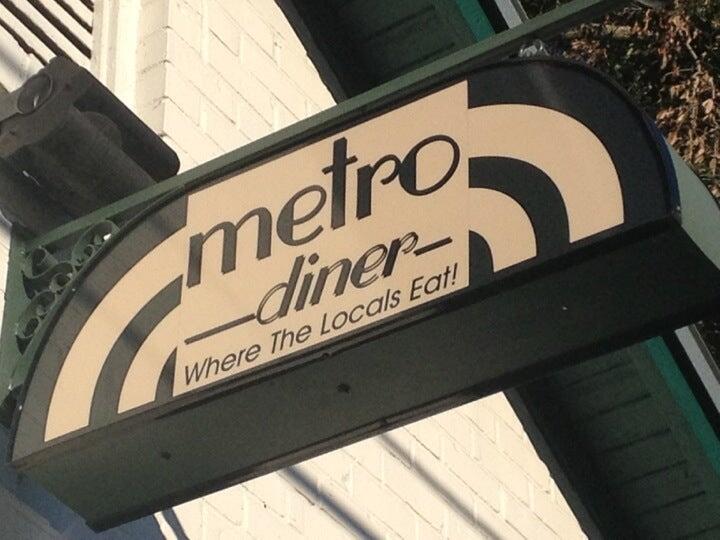 metro
diner
Where The Locals Eat!